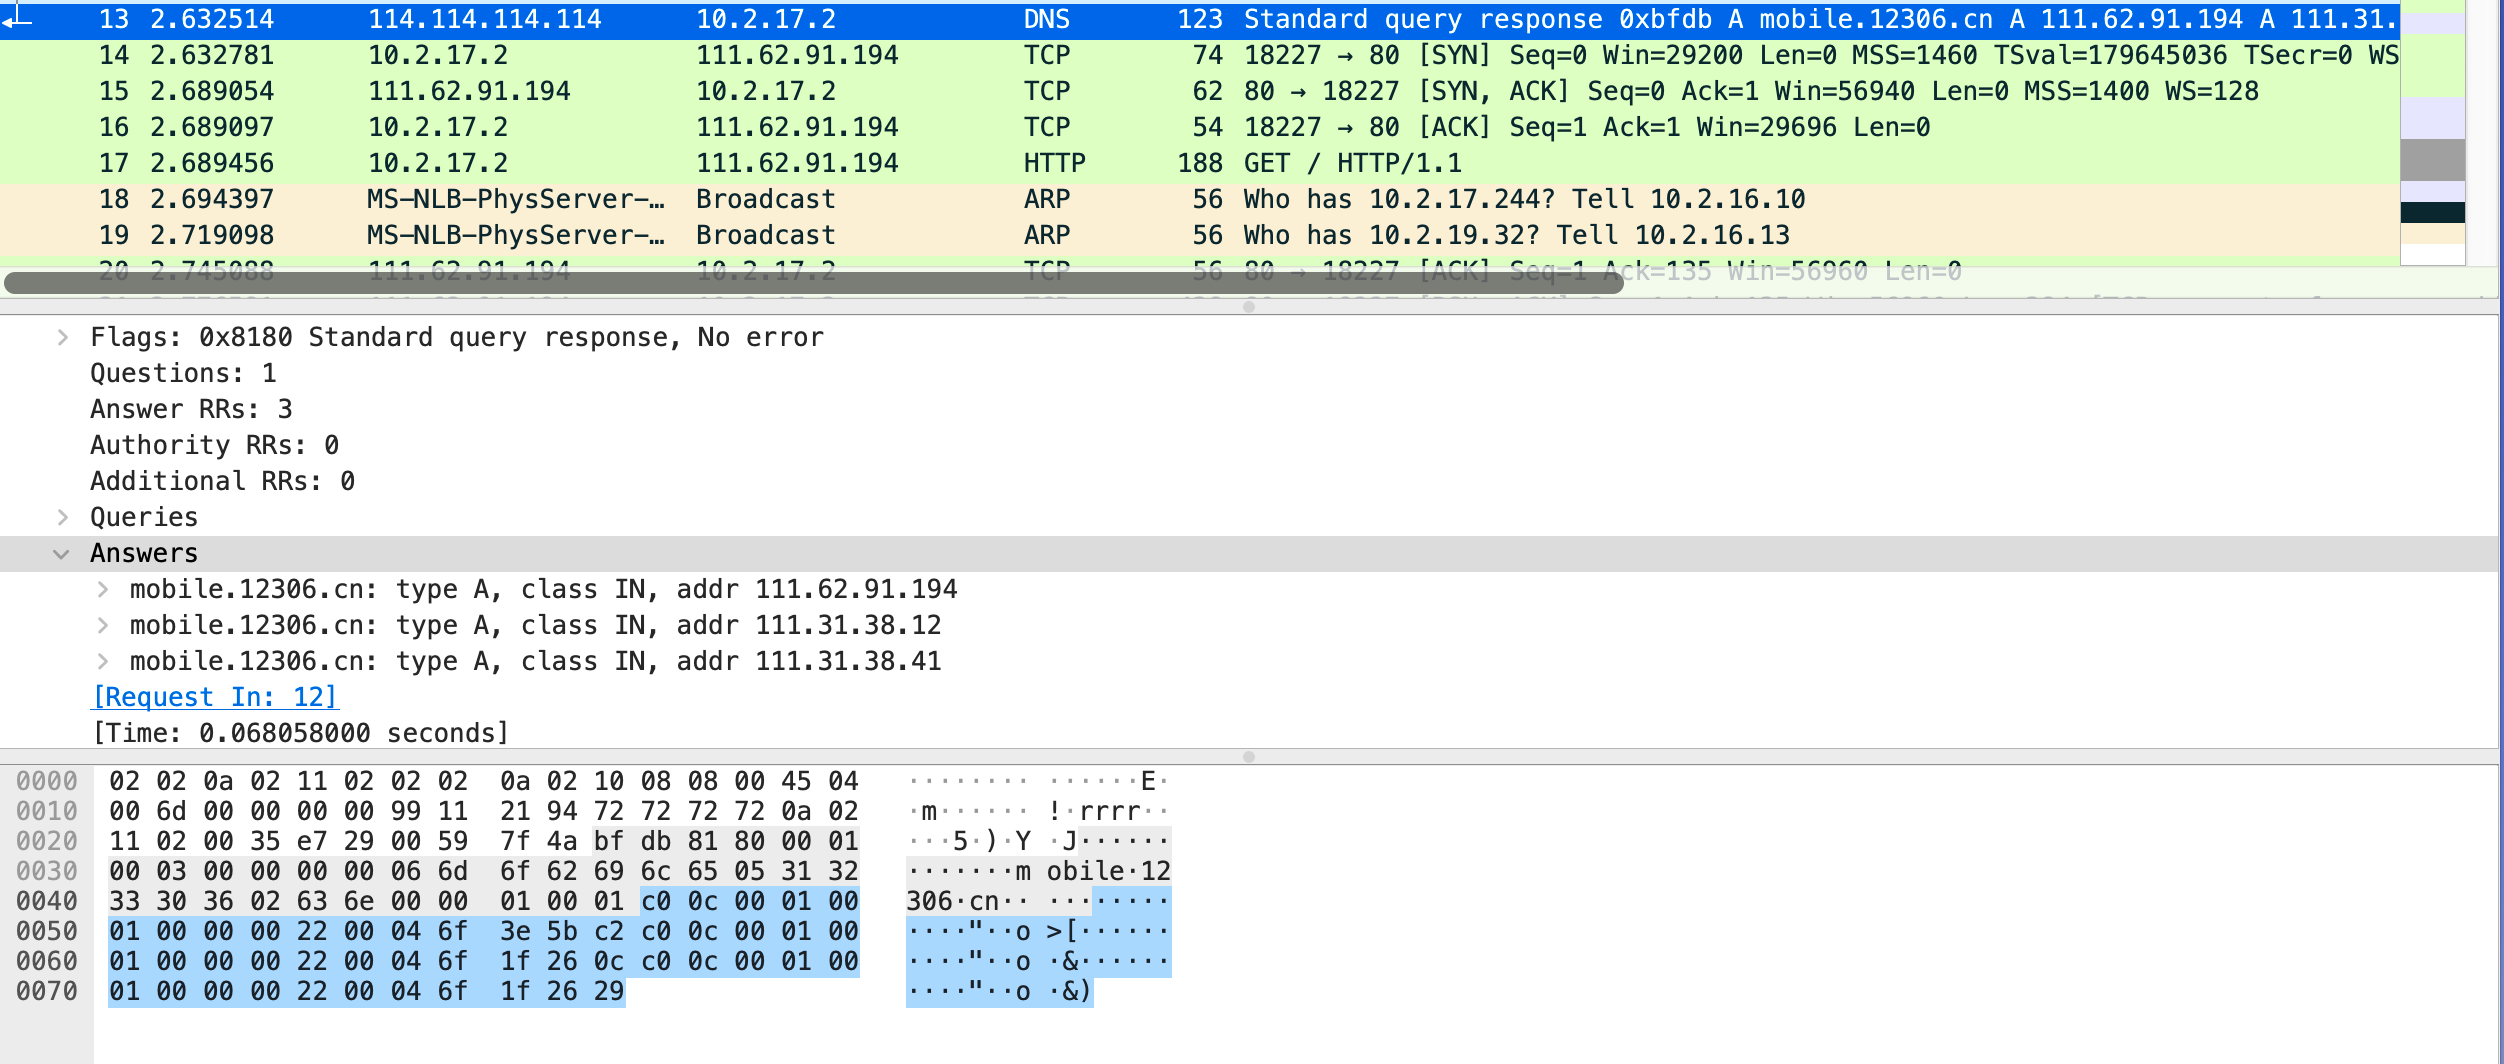 13 2.632514 114.114.114.114 10.2.17.2 DNS 123 Standard query response 0xbfdb A mobile.12306.cn A 111.62.91.194 A 111.31.
14 2.632781 10.2.17.2 111.62.91.194 TCP 74 18227 → 80 [SYN] Seq=0 Win=29200 Len=0 MSS=1460 TSval=179645036 TSecr=0 WS
15 2.689054 111.62.91.194 10.2.17.2 TCP 62 80 → 18227 [SYN, ACK] Seq=0 Ack=1 Win=56940 Len=0 MSS=1400 WS=128
16 2.689097 10.2.17.2 111.62.91.194 TCP 54 18227 → 80 [ACK] Seq=1 Ack=1 Win=29696 Len=0
17 2.689456 10.2.17.2 111.62.91.194 HTTP 188 GET / HTTP/1.1
18 2.694397 MS-NLB-PhysServer-… Broadcast ARP 56 Who has 10.2.17.244? Tell 10.2.16.10
19 2.719098 MS-NLB-PhysServer-… Broadcast ARP 56 Who has 10.2.19.32? Tell 10.2.16.13
20 2.745088 111.62.91.194 10.2.17.2 TCP 56 80 → 18227 [ACK] Seq=1 Ack=135 Win=56960 Len=0
Flags: 0x8180 Standard query response, No error
Questions: 1
Answer RRs: 3
Authority RRs: 0
Additional RRs: 0
Queries
Answers
mobile.12306.cn: type A, class IN, addr 111.62.91.194
mobile.12306.cn: type A, class IN, addr 111.31.38.12
mobile.12306.cn: type A, class IN, addr 111.31.38.41
[Request In: 12]
[Time: 0.068058000 seconds]
0000 02 02 0a 02 11 02 02 02 0a 02 10 08 08 00 45 04 ········ ······E·
0010 00 6d 00 00 00 00 99 11 21 94 72 72 72 72 0a 02 ·m······ !·rrrr··
0020 11 02 00 35 e7 29 00 59 7f 4a bf db 81 80 00 01 ···5·)·Y ·J······
0030 00 03 00 00 00 00 06 6d 6f 62 69 6c 65 05 31 32 ·······m obile·12
0040 33 30 36 02 63 6e 00 00 01 00 01 c0 0c 00 01 00 306·cn·· ········
0050 01 00 00 00 22 00 04 6f 3e 5b c2 c0 0c 00 01 00 ····"··o >[······
0060 01 00 00 00 22 00 04 6f 1f 26 0c c0 0c 00 01 00 ····"··o ·&······
0070 01 00 00 00 22 00 04 6f 1f 26 29 ····"··o ·&)